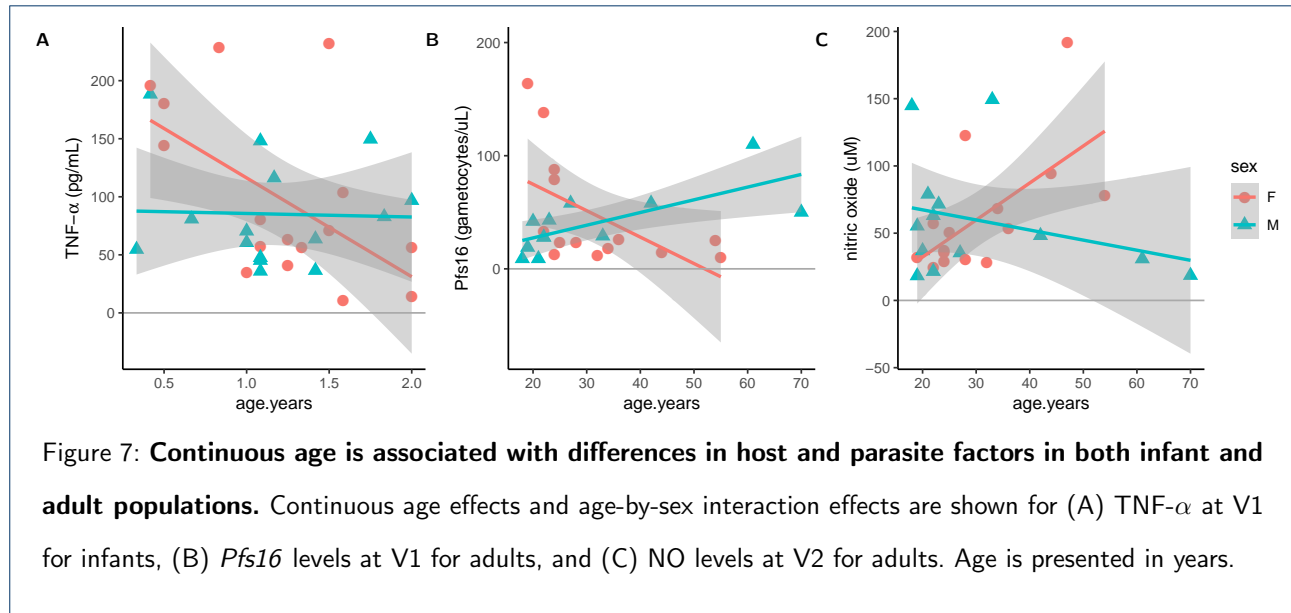 A
B
C
TNF−α (pg/mL)
200
150
100
50
0
0.5 1.0 1.5 2.0
age.years
Pfs16 (gametocytes/uL)
200
100
0
20 30 40 50 60 70
age.years
nitric oxide (uM)
200
150
100
50
0
−50
20 30 40 50 60 70
age.years
sex
F
M
Figure 7: Continuous age is associated with differences in host and parasite factors in both infant and
adult populations. Continuous age effects and age-by-sex interaction effects are shown for (A) TNF-α at V1
for infants, (B) Pfs16 levels at V1 for adults, and (C) NO levels at V2 for adults. Age is presented in years.